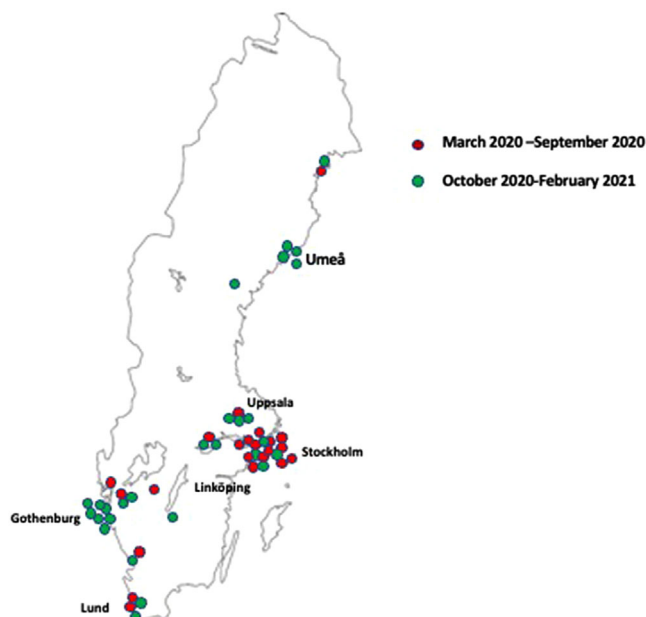 March 2020 –September 2020
October 2020-February 2021
Umeå
Uppsala
Stockholm
Linköping
Gothenburg
Lund